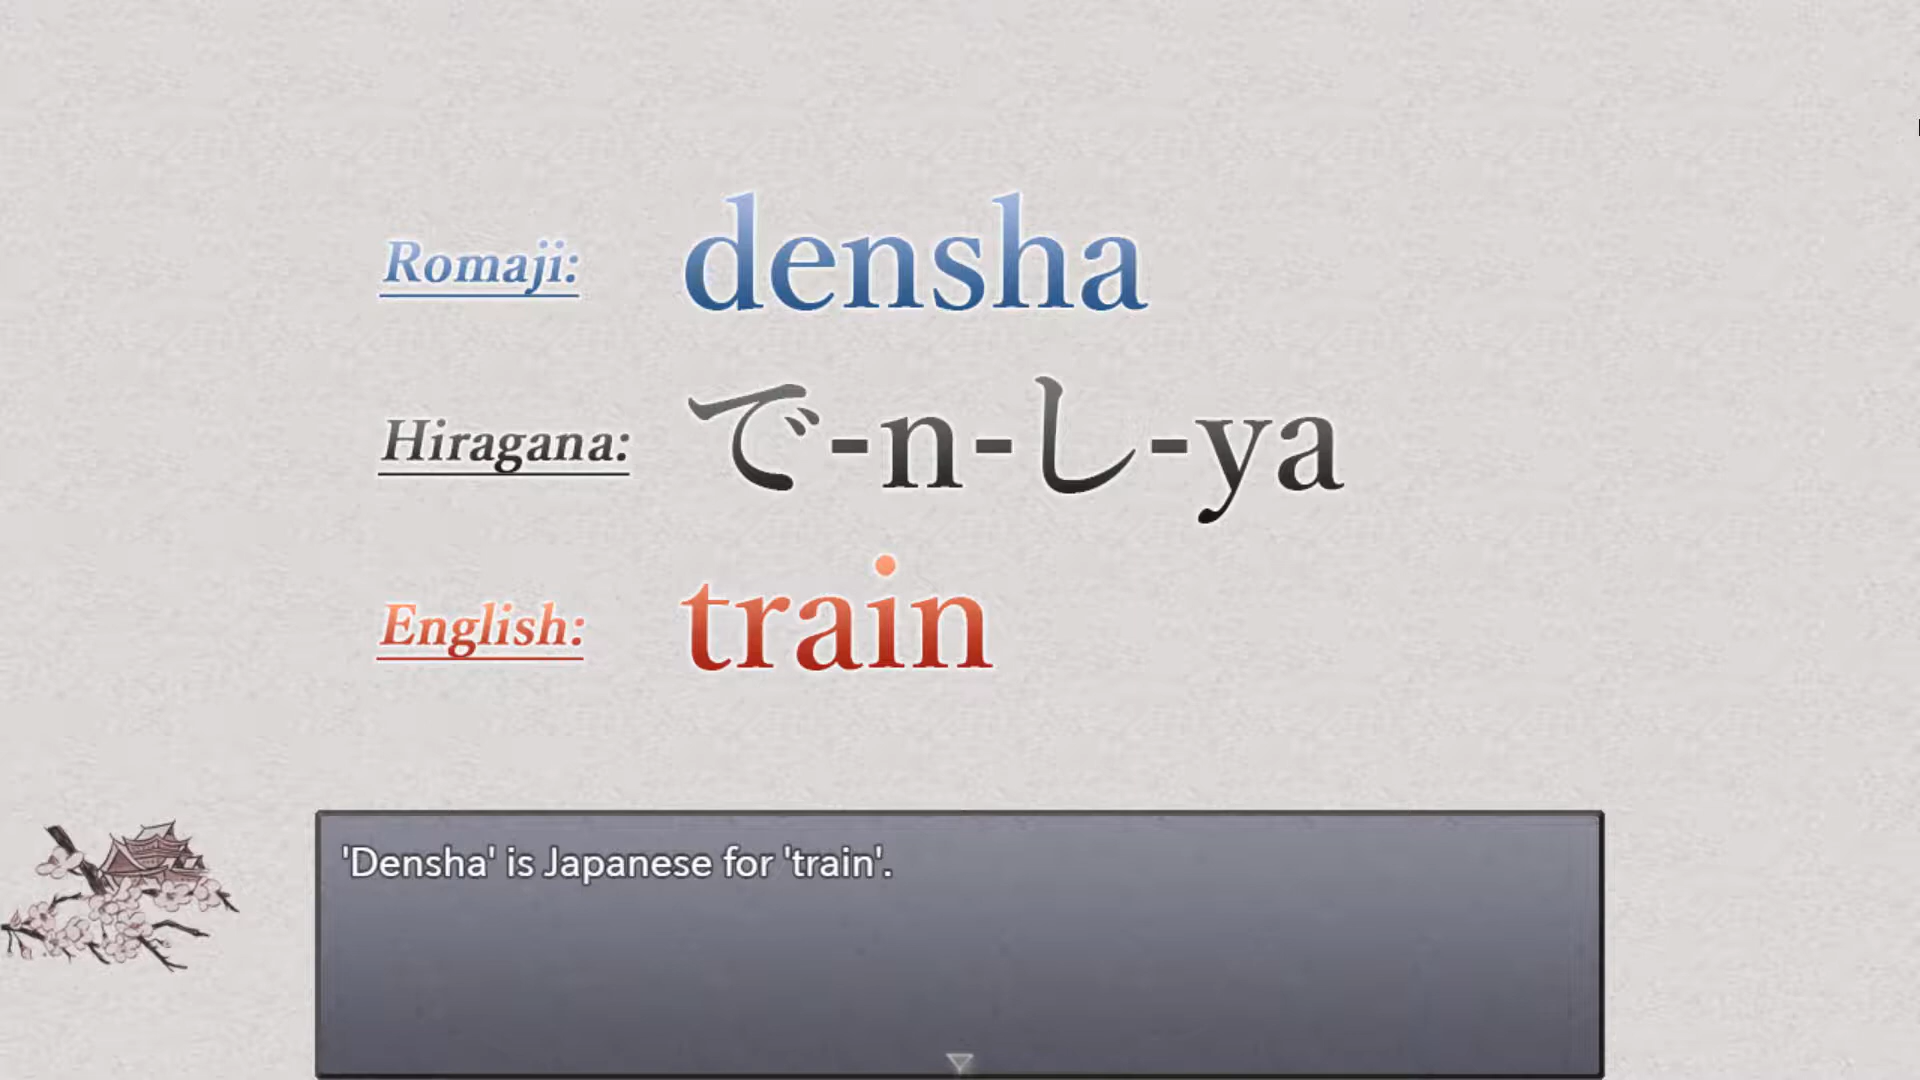 Romaji: densha
Hiragana: で-n-し-ya
English: train
'Densha' is Japanese for 'train'.